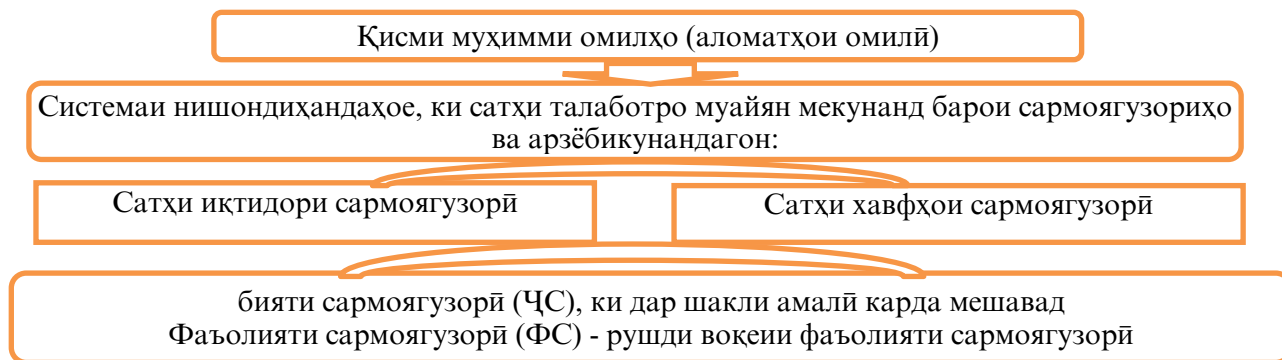 Қисми муҳимми омилҳо (аломатҳои омилӣ)
Системаи нишондиҳандаҳое, ки сатҳи талаботро муайян мекунанд барои сармоягузориҳо
ва арзёбикунандагон:
Сатҳи иқтидори сармоягузорӣ
Сатҳи хавфҳои сармоягузорӣ
бияти сармоягузорӣ (ҶС), ки дар шакли амалӣ карда мешавад
Фаъолияти сармоягузорӣ (ФС) - рушди воқеии фаъолияти сармоягузорӣ